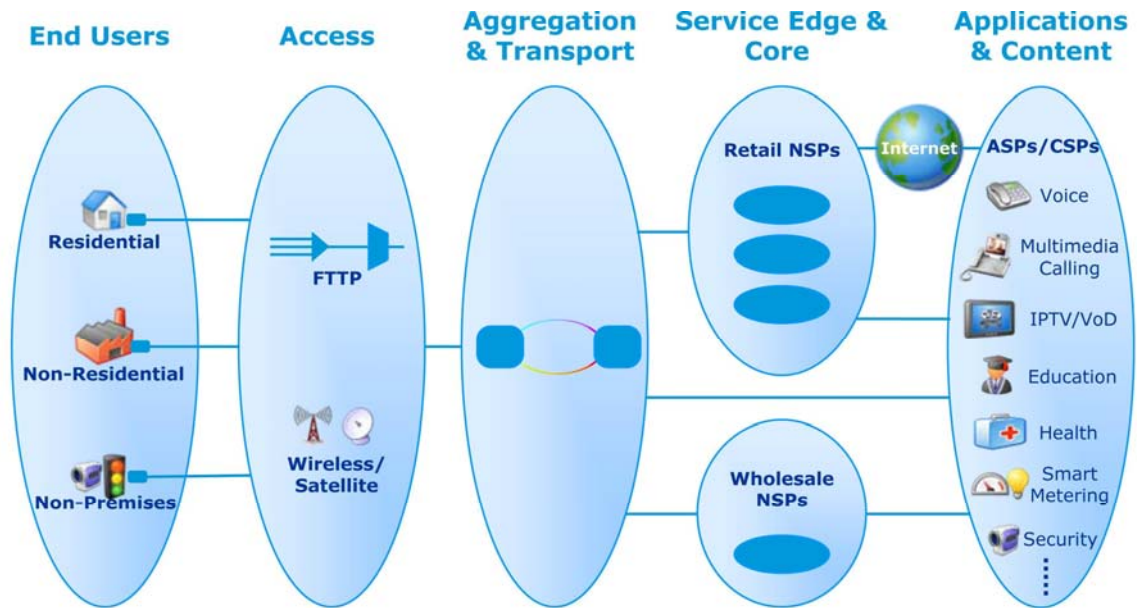 End Users
Access
Aggregation
& Transport
Service Edge &
Core
Applications
& Content
Residential
Non-Residential
Non-Premises
FTTP
Wireless/
Satellite
Retail NSPs
Wholesale
NSPs
Internet
ASPs/CSPs
Voice
Multimedia
Calling
IPTV/VoD
Education
Health
Smart
Metering
Security